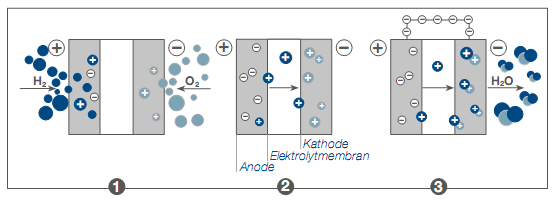 H₂
O₂
H₂O
Kathode
Elektrolytmembran
Anode
1 2 3